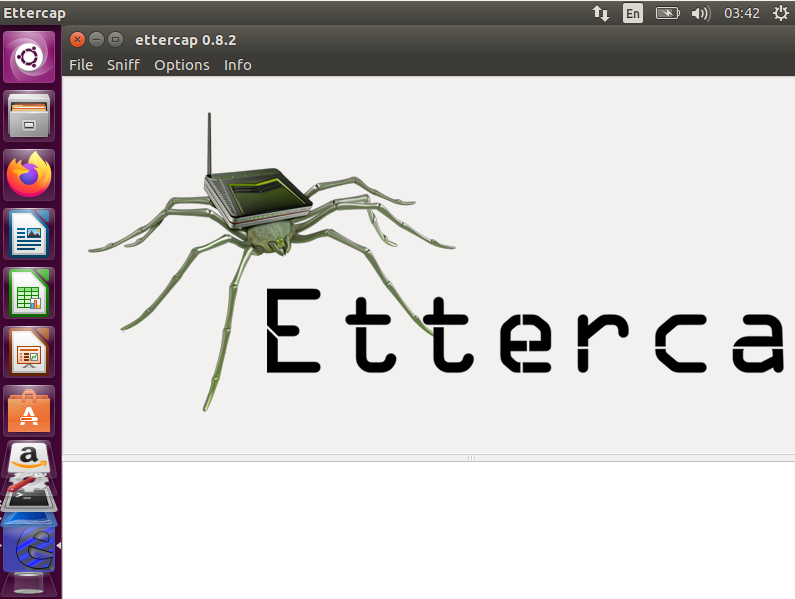 Ettercap
En
03:42
ettercap 0.8.2
File Sniff Options Info
Etterca
a